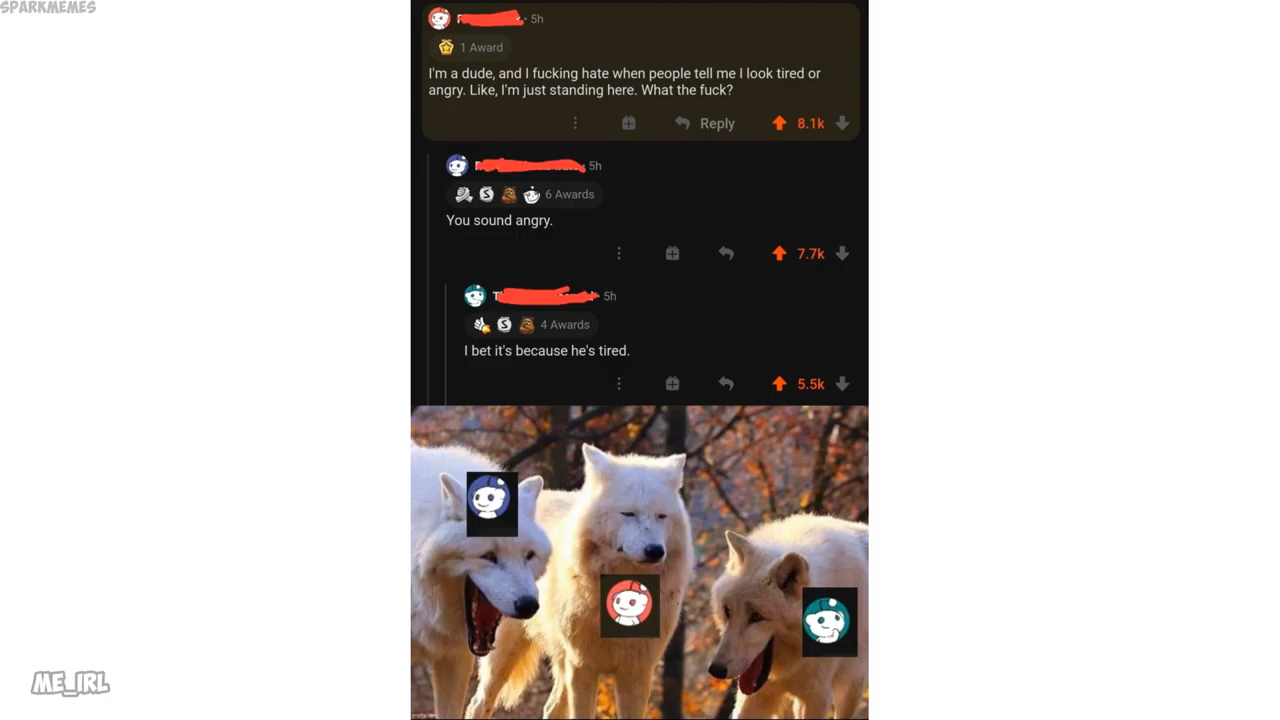 SPARKMEMES
5h
1 Award
I'm a dude, and I fucking hate when people tell me I look tired or
angry. Like, I'm just standing here. What the fuck?
Reply 8.1k
5h
6 Awards
You sound angry.
7.7k
5h
4 Awards
I bet it's because he's tired.
5.5k
ME_IRL